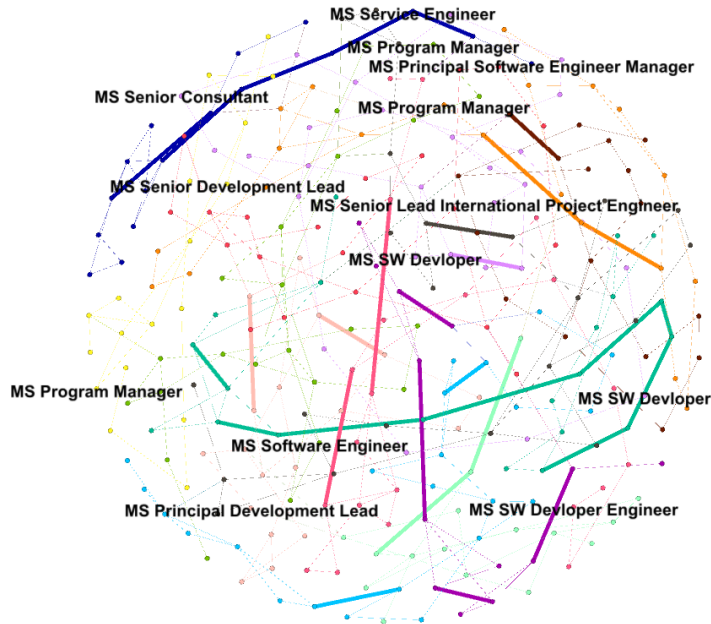 MS Service Engineer
MS Program Manager
MS Principal Software Engineer Manager
MS Senior Consultant
MS Program Manager
MS Senior Development Lead
MS Senior Lead International Project Engineer
MS SW Devloper
MS Program Manager
MS SW Devloper
MS Software Engineer
MS Principal Development Lead
MS SW Devloper Engineer